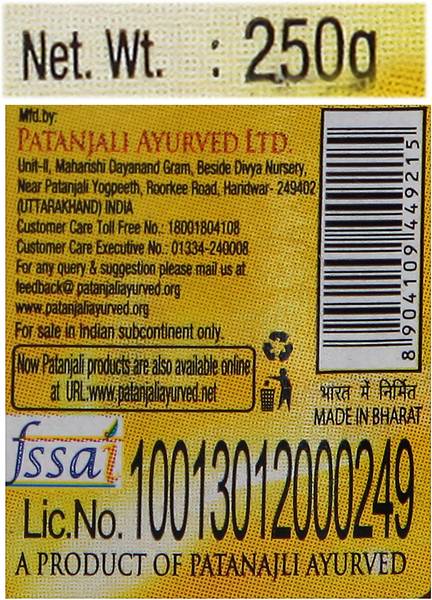 Net. Wt. : 250g
Mfd.by:
PATANJALI AYURVED LTD.
Unit-II, Maharishi Dayanand Gram, Beside Divya Nursery,
Near Patanjali Yogpeeth, Roorkee Road, Haridwar- 249402
(UTTARAKHAND) INDIA
Customer Care Toll Free No.: 18001804108
Customer Care Executive No.: 01334-240008
For any query & suggestion please mail us at
feedback@ patanjaliayurved.org
www.patanjaliayurved.org
For sale in Indian subcontinent only.
Now Patanjali products are also available online
at URL:www.patanjaliayurved.net
8 904109 449215
भारत में निर्मित
MADE IN BHARAT
fssai
Lic.No. 10013012000249
A PRODUCT OF PATANAJLI AYURVED